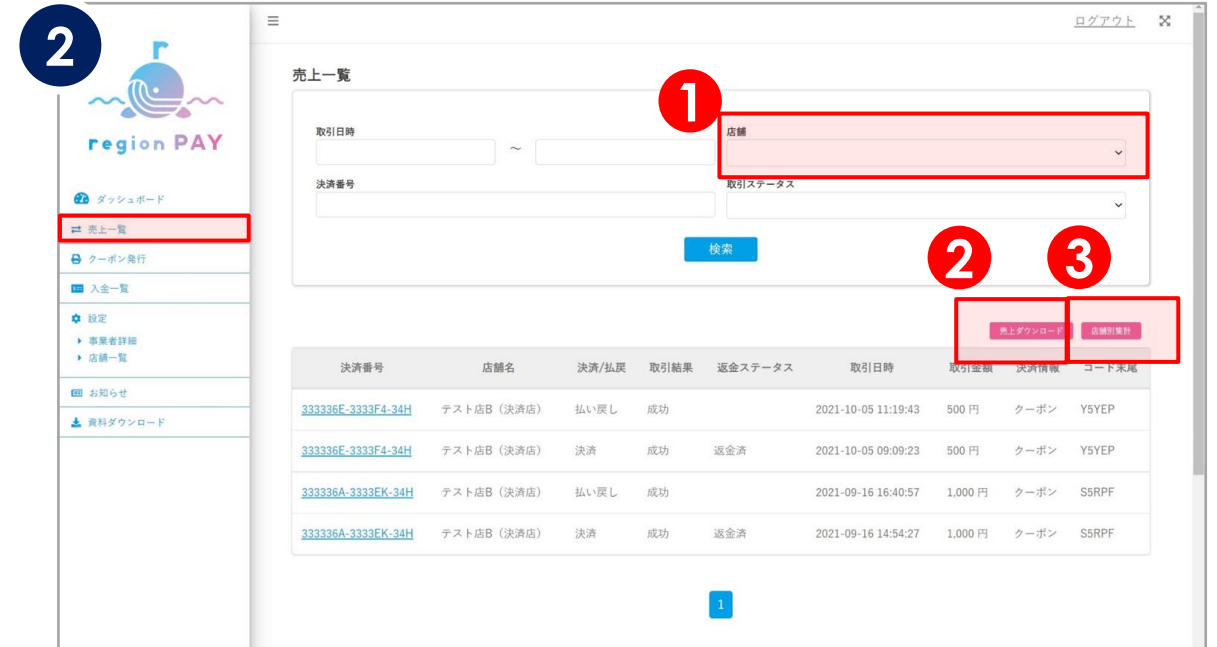 2
ログアウト
region PAY
ダッシュボード
売上一覧
クーポン発行
入金一覧
設定
事業者詳細
店舗一覧
お知らせ
資料ダウンロード
売上一覧
1
取引日時
～
店舗
決済番号
取引ステータス
検索
2
3
売上ダウンロード
店舗別集計
決済番号 店舗名 決済/払戻 取引結果 返金ステータス 取引日時 取引金額 決済情報 コード末尾
333336E-3333F4-34H テスト店B（決済店） 払い戻し 成功 2021-10-05 11:19:43 500 円 クーポン Y5YEP
333336E-3333F4-34H テスト店B（決済店） 決済 成功 返金済 2021-10-05 09:09:23 500 円 クーポン Y5YEP
333336A-3333EK-34H テスト店B（決済店） 払い戻し 成功 2021-09-16 16:40:57 1,000 円 クーポン S5RPF
333336A-3333EK-34H テスト店B（決済店） 決済 成功 返金済 2021-09-16 14:54:27 1,000 円 クーポン S5RPF
1